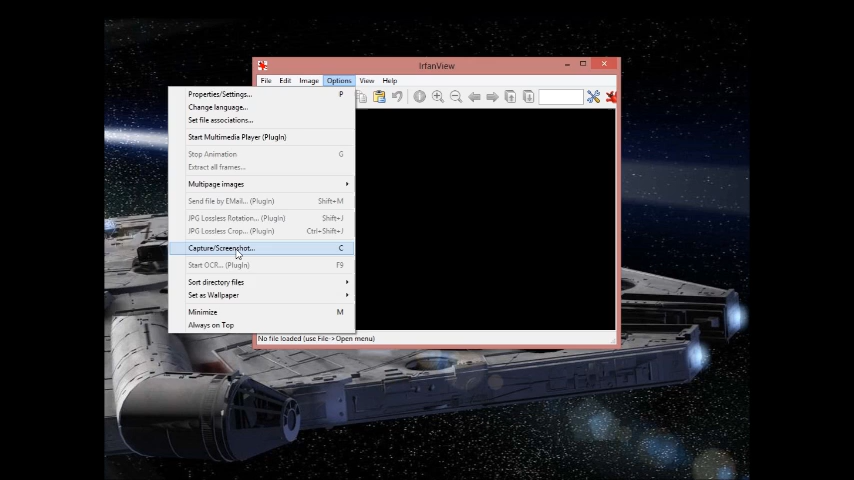 IrfanView
File Edit Image Options View Help
Properties/Settings... P
Change language...
Set file associations...
Start Multimedia Player (PlugIn)
Stop Animation G
Extract all frames...
Multipage images
Send file by EMail... (PlugIn) Shift+M
JPG Lossless Rotation... (PlugIn) Shift+J
JPG Lossless Crop... (PlugIn) Ctrl+Shift+J
Capture/Screenshot... C
Start OCR... (PlugIn) F9
Sort directory files
Set as Wallpaper
Minimize M
Always on Top
No file loaded (use File->Open menu)